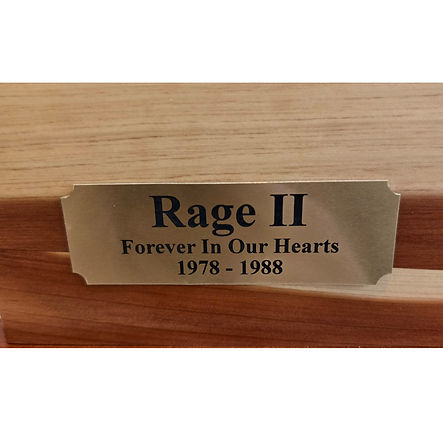 Rage II
Forever In Our Hearts
1978 - 1988